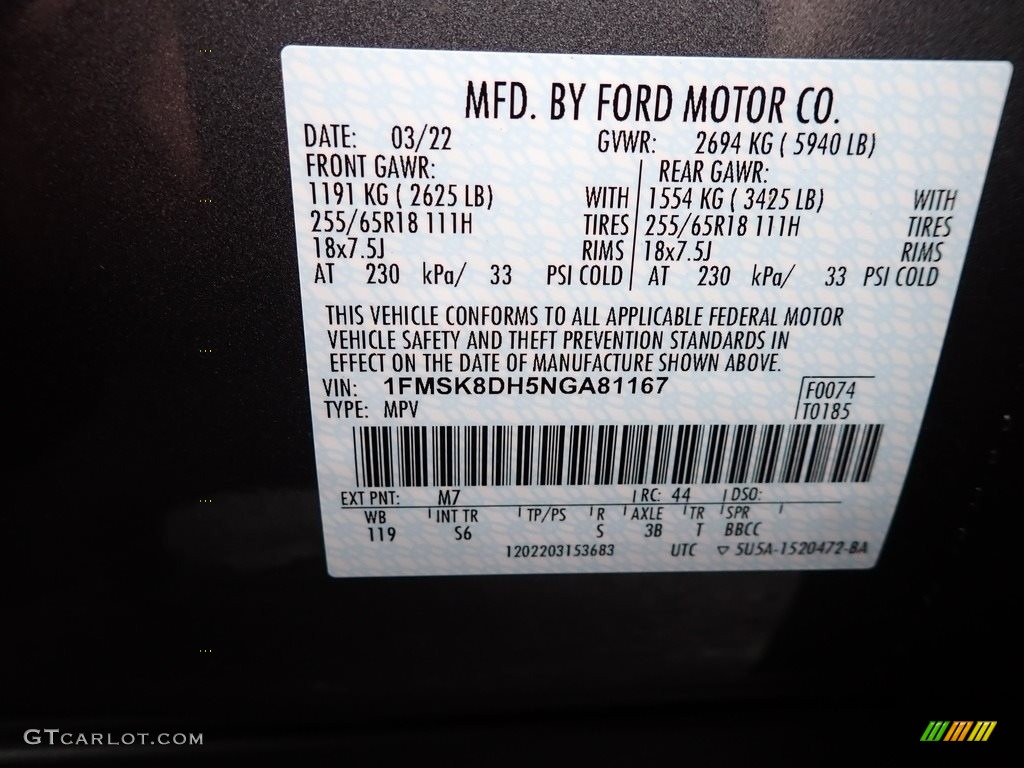 MFD. BY FORD MOTOR CO.
DATE: 03/22 GVWR: 2694 KG ( 5940 LB)
FRONT GAWR: REAR GAWR:
1191 KG ( 2625 LB) WITH 1554 KG ( 3425 LB) WITH
255/65R18 111H TIRES 255/65R18 111H TIRES
18x7.5J RIMS 18x7.5J RIMS
AT 230 kPa/ 33 PSI COLD AT 230 kPa/ 33 PSI COLD
THIS VEHICLE CONFORMS TO ALL APPLICABLE FEDERAL MOTOR
VEHICLE SAFETY AND THEFT PREVENTION STANDARDS IN
EFFECT ON THE DATE OF MANUFACTURE SHOWN ABOVE.
VIN: 1FMSK8DH5NGA81167 F0074
TYPE: MPV T0185
EXT PNT: M7 RC: 44 DSO:
WB INT TR TP/PS R AXLE TR SPR
119 S6 S 3B T BBCC
1202203153683 UTC ▽ 5U5A-1520472-BA
GTCARLOT.COM